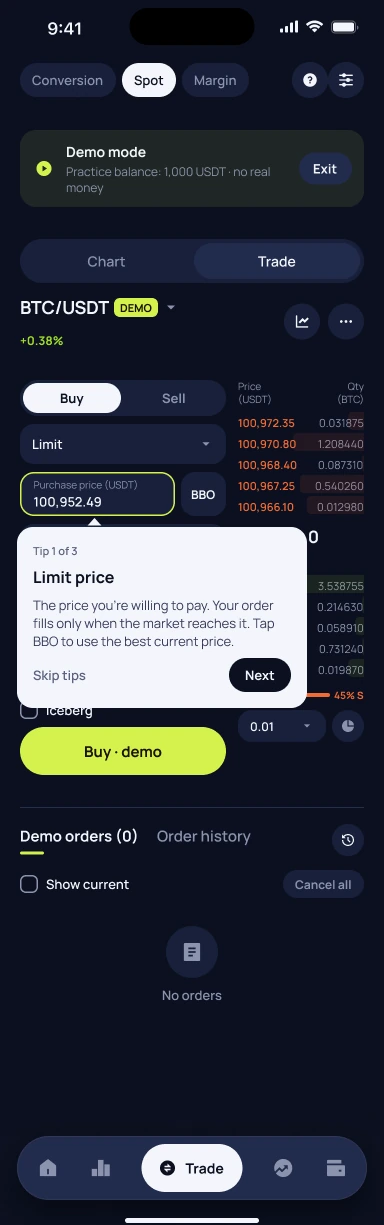 9:41
Conversion
Spot
Margin
Demo mode
Practice balance: 1,000 USDT · no real
money
Exit
Chart
Trade
BTC/USDT
DEMO
+0.38%
Buy
Sell
Price
(USDT)
Qty
(BTC)
Limit
Purchase price (USDT)
100,952.49
BBO
100,972.35 0.031875
100,970.80 1.208440
100,968.40 0.087310
100,967.25 0.540260
100,966.10 0.012980
0
Tip 1 of 3
Limit price
The price you're willing to pay. Your order
fills only when the market reaches it. Tap
BBO to use the best current price.
Skip tips
Next
3.538755
0.214630
0.058910
0.731240
0.019870
45% S
Iceberg
0.01
Buy · demo
Demo orders (0)
Order history
Show current
Cancel all
No orders
Trade